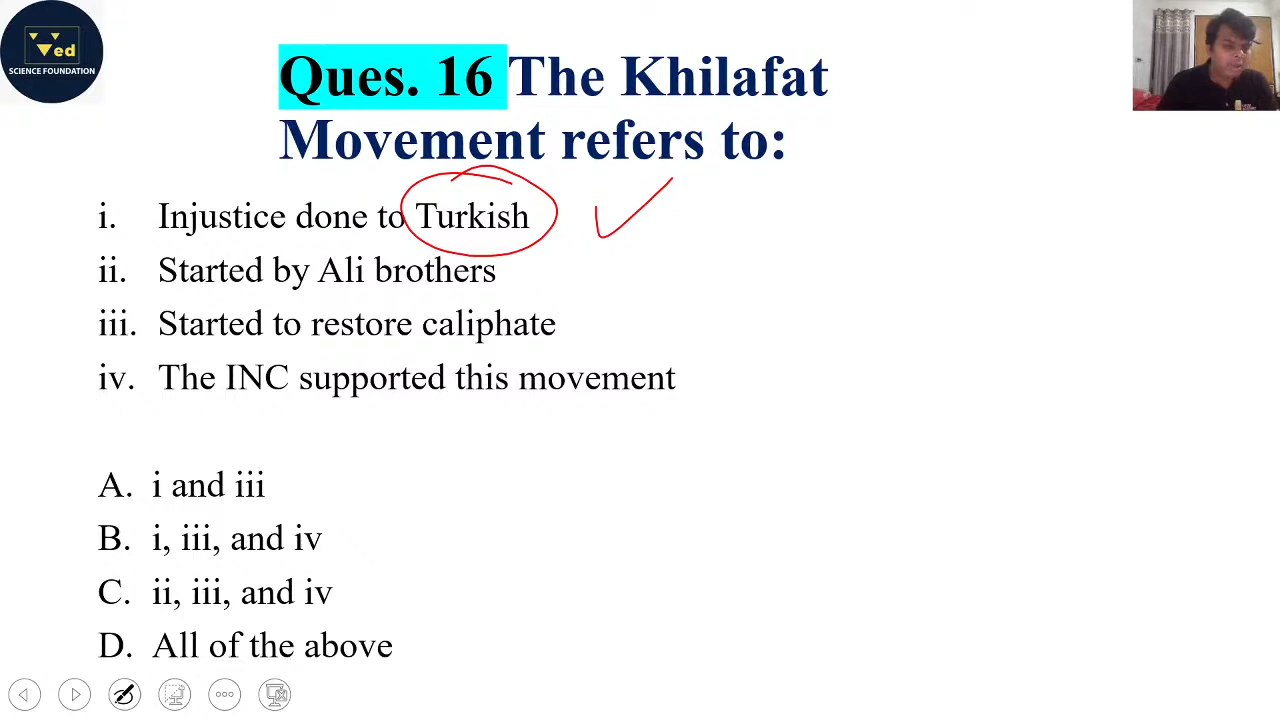 ed
SCIENCE FOUNDATION
Ques. 16 The Khilafat
Movement refers to:
i. Injustice done to Turkish
ii. Started by Ali brothers
iii. Started to restore caliphate
iv. The INC supported this movement
A. i and iii
B. i, iii, and iv
C. ii, iii, and iv
D. All of the above